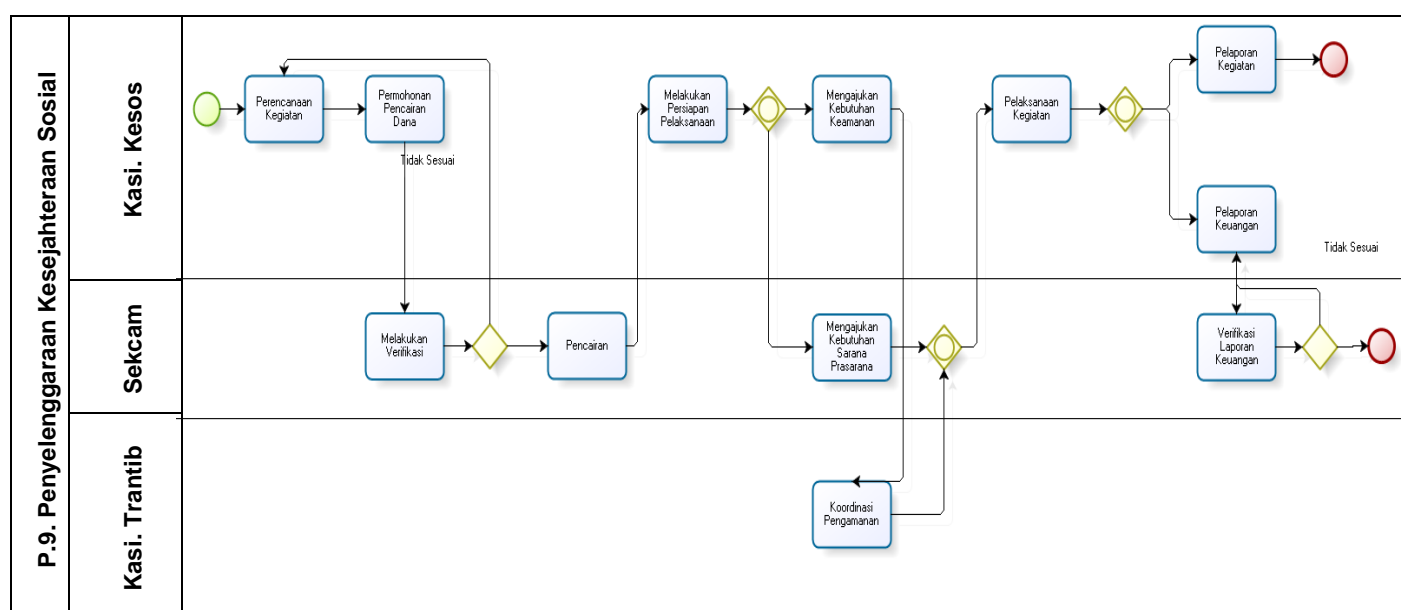 P.9. Penyelenggaraan Kesejahteraan Sosial
Kasi. Kesos
Perencanaan
Kegiatan
Permohonan
Pencairan
Dana
Tidak Sesuai
Melakukan
Persiapan
Pelaksanaan
Mengajukan
Kebutuhan
Keamanan
Pelaksanaan
Kegiatan
Pelaporan
Kegiatan
Pelaporan
Keuangan
Tidak Sesuai
Sekcam
Melakukan
Verifikasi
Pencairan
Mengajukan
Kebutuhan
Sarana
Prasarana
Verifikasi
Laporan
Keuangan
Kasi. Trantib
Koordinasi
Pengamanan